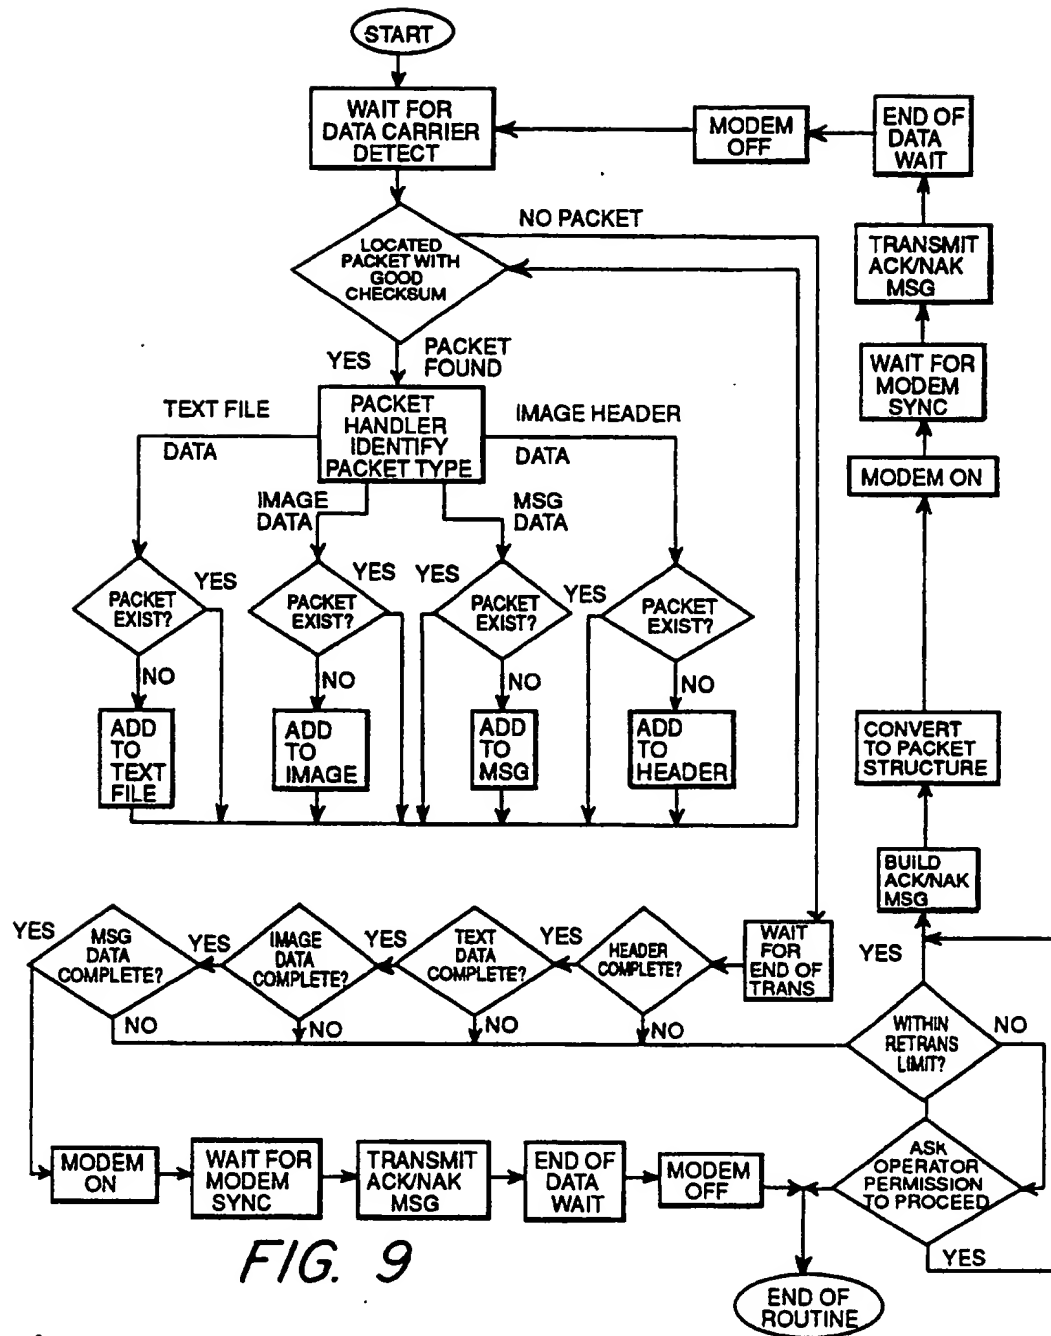 START
WAIT FOR
DATA CARRIER
DETECT
MODEM
OFF
END OF
DATA
WAIT
NO PACKET
LOCATED
PACKET WITH
GOOD
CHECKSUM
TRANSMIT
ACK/NAK
MSG
YES
PACKET
FOUND
WAIT FOR
MODEM
SYNC
TEXT FILE
DATA
PACKET
HANDLER
IDENTIFY
PACKET TYPE
IMAGE HEADER
DATA
MODEM ON
IMAGE
DATA
MSG
DATA
PACKET
EXIST?
YES
PACKET
EXIST?
YES
YES
PACKET
EXIST?
YES
PACKET
EXIST?
NO
NO
NO
NO
ADD
TO
TEXT
FILE
ADD
TO
IMAGE
ADD
TO
MSG
ADD
TO
HEADER
CONVERT
TO PACKET
STRUCTURE
BUILD
ACK/NAK
MSG
YES
YES
MSG
DATA
COMPLETE?
YES
IMAGE
DATA
COMPLETE?
YES
TEXT
DATA
COMPLETE?
YES
HEADER
COMPLETE?
WAIT
FOR
END OF
TRANS
NO
NO
NO
NO
WITHIN
RETRANS
LIMIT?
NO
MODEM
ON
WAIT FOR
MODEM
SYNC
TRANSMIT
ACK/NAK
MSG
END OF
DATA
WAIT
MODEM
OFF
ASK
OPERATOR
PERMISSION
TO PROCEED
YES
FIG. 9
END OF
ROUTINE